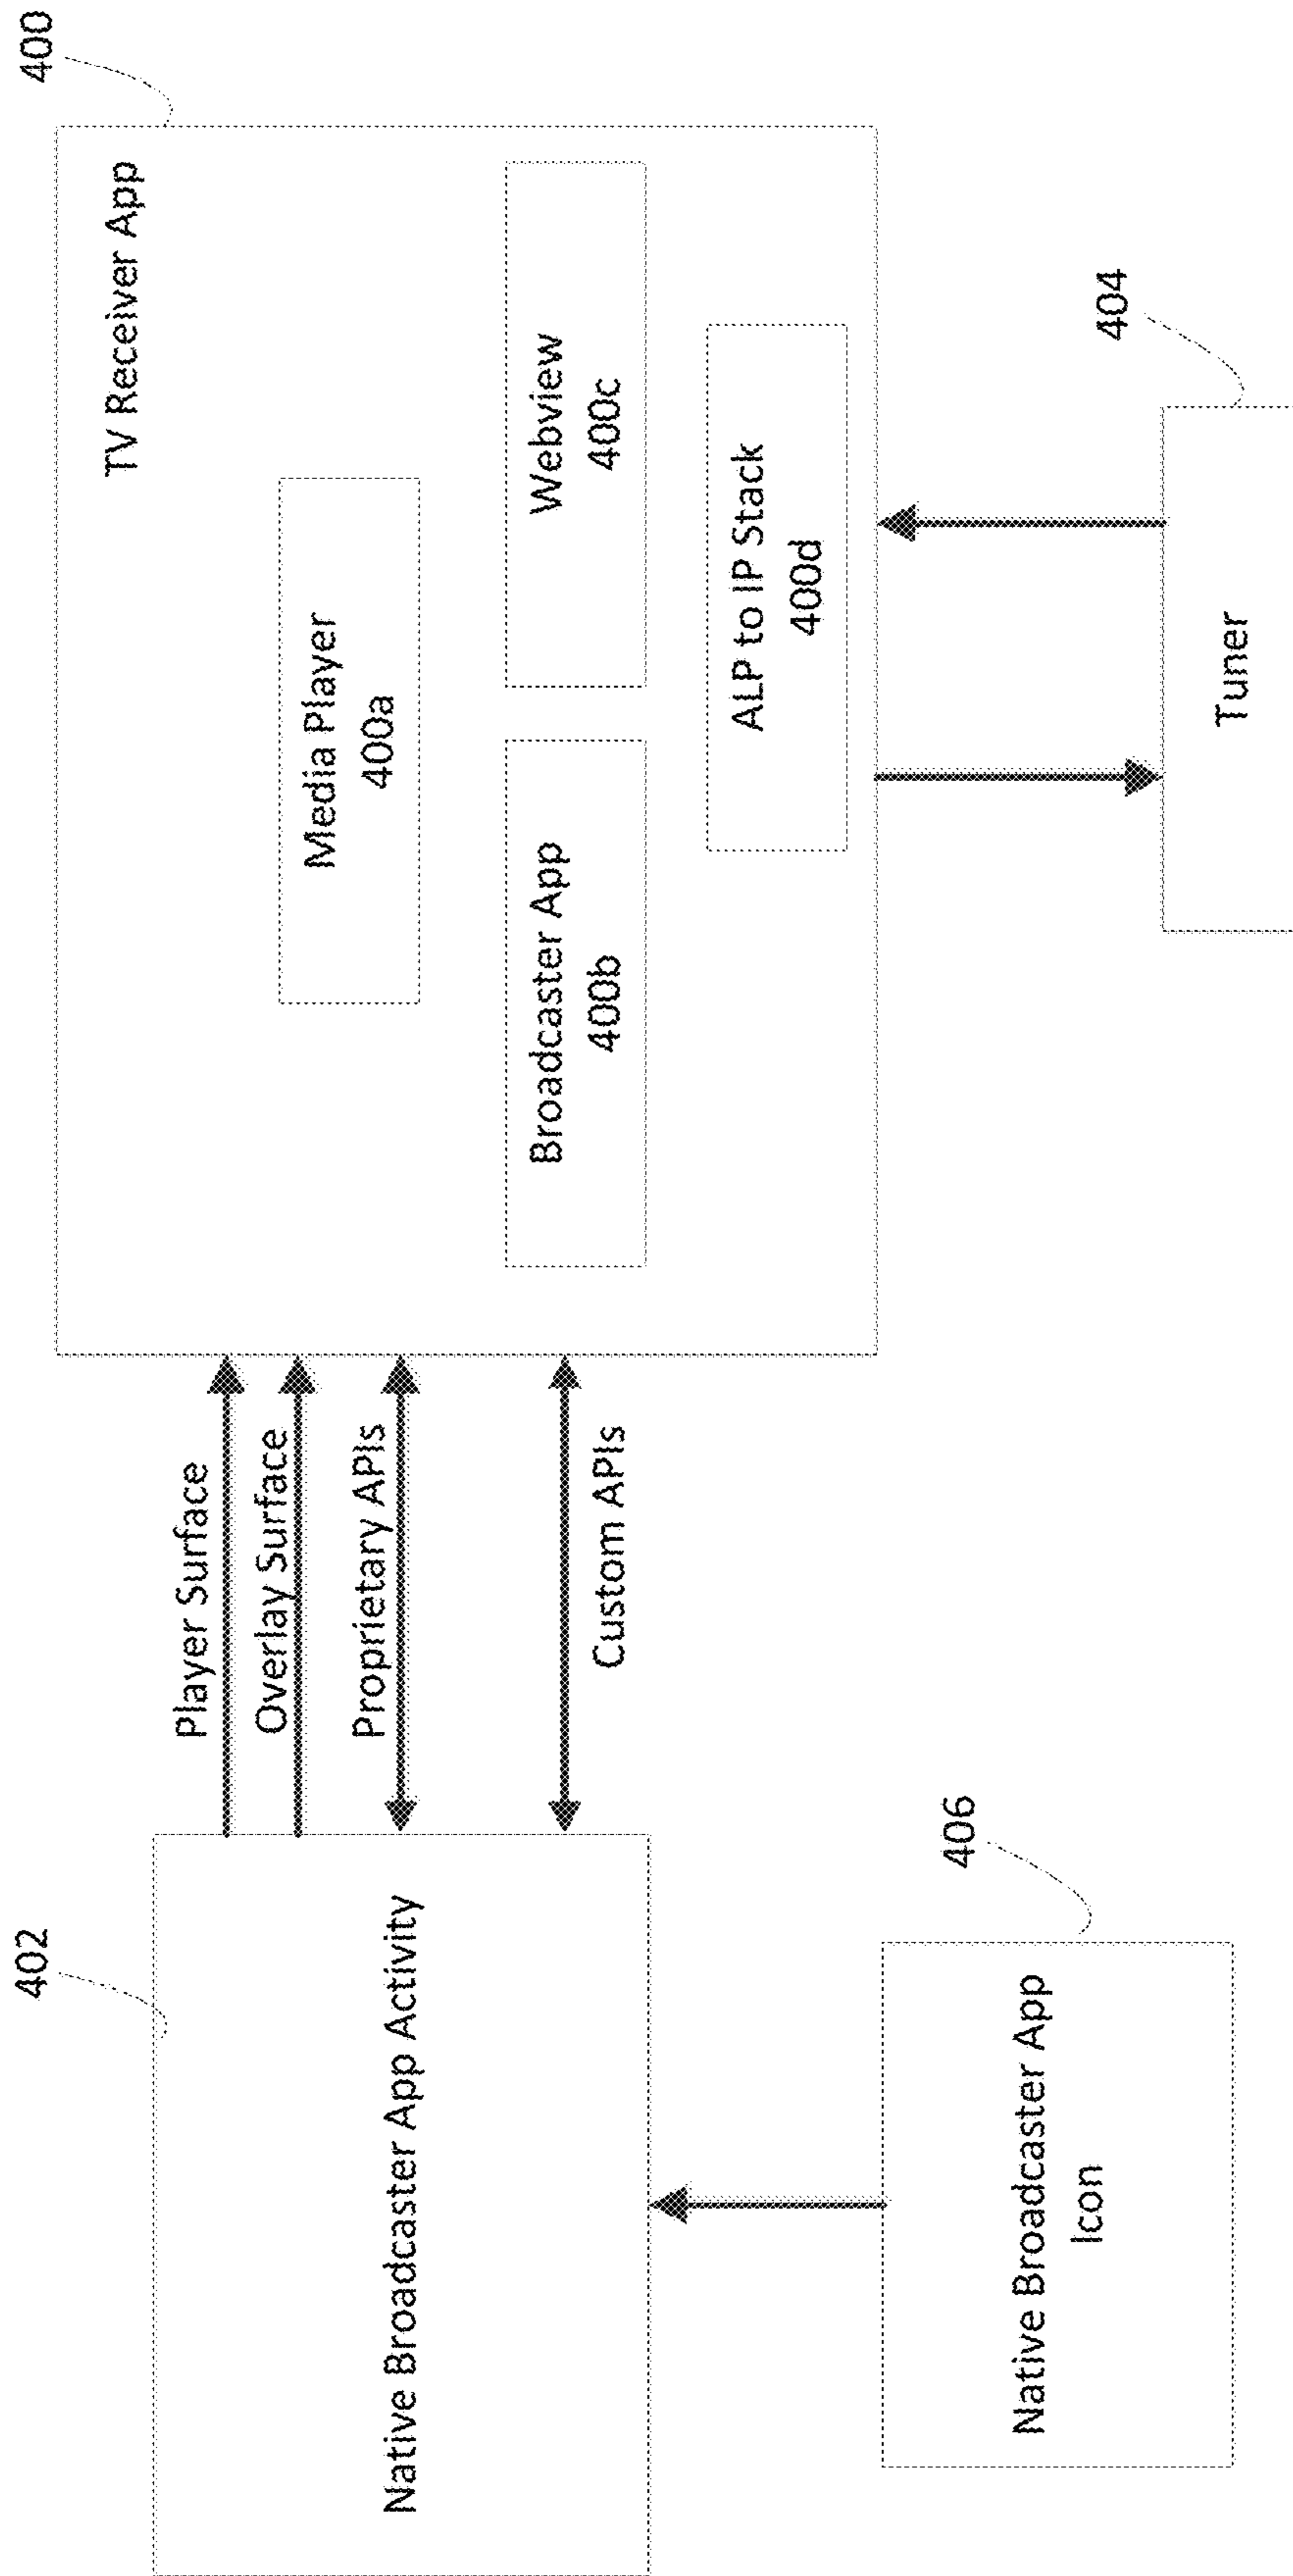 402
Native Broadcaster App Activity
406
Native Broadcaster App
Icon
Player Surface
Overlay Surface
Proprietary APIs
Custom APIs
400
TV Receiver App
Media Player
400a
Broadcaster App
400b
Webview
400c
ALP to IP Stack
400d
404
Tuner